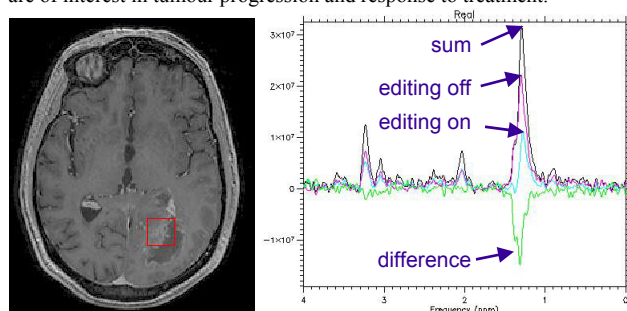 are of interest in tumour progression and response to treatment.
Real
3×10⁷
sum
2×10⁷
editing off
1×10⁷
editing on
0
−1×10⁷
difference
4 3 2 1 0
Frequency (ppm)